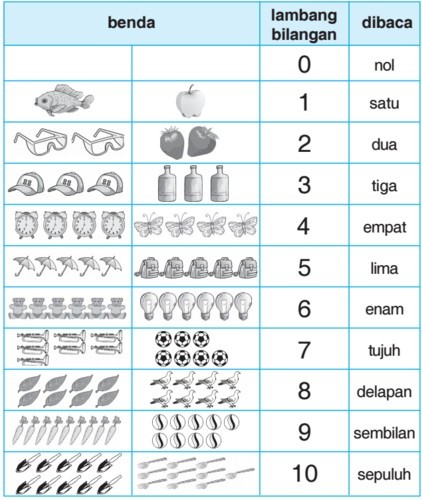 benda lambang bilangan dibaca
0 nol
1 satu
2 dua
3 tiga
4 empat
5 lima
6 enam
7 tujuh
8 delapan
9 sembilan
10 sepuluh